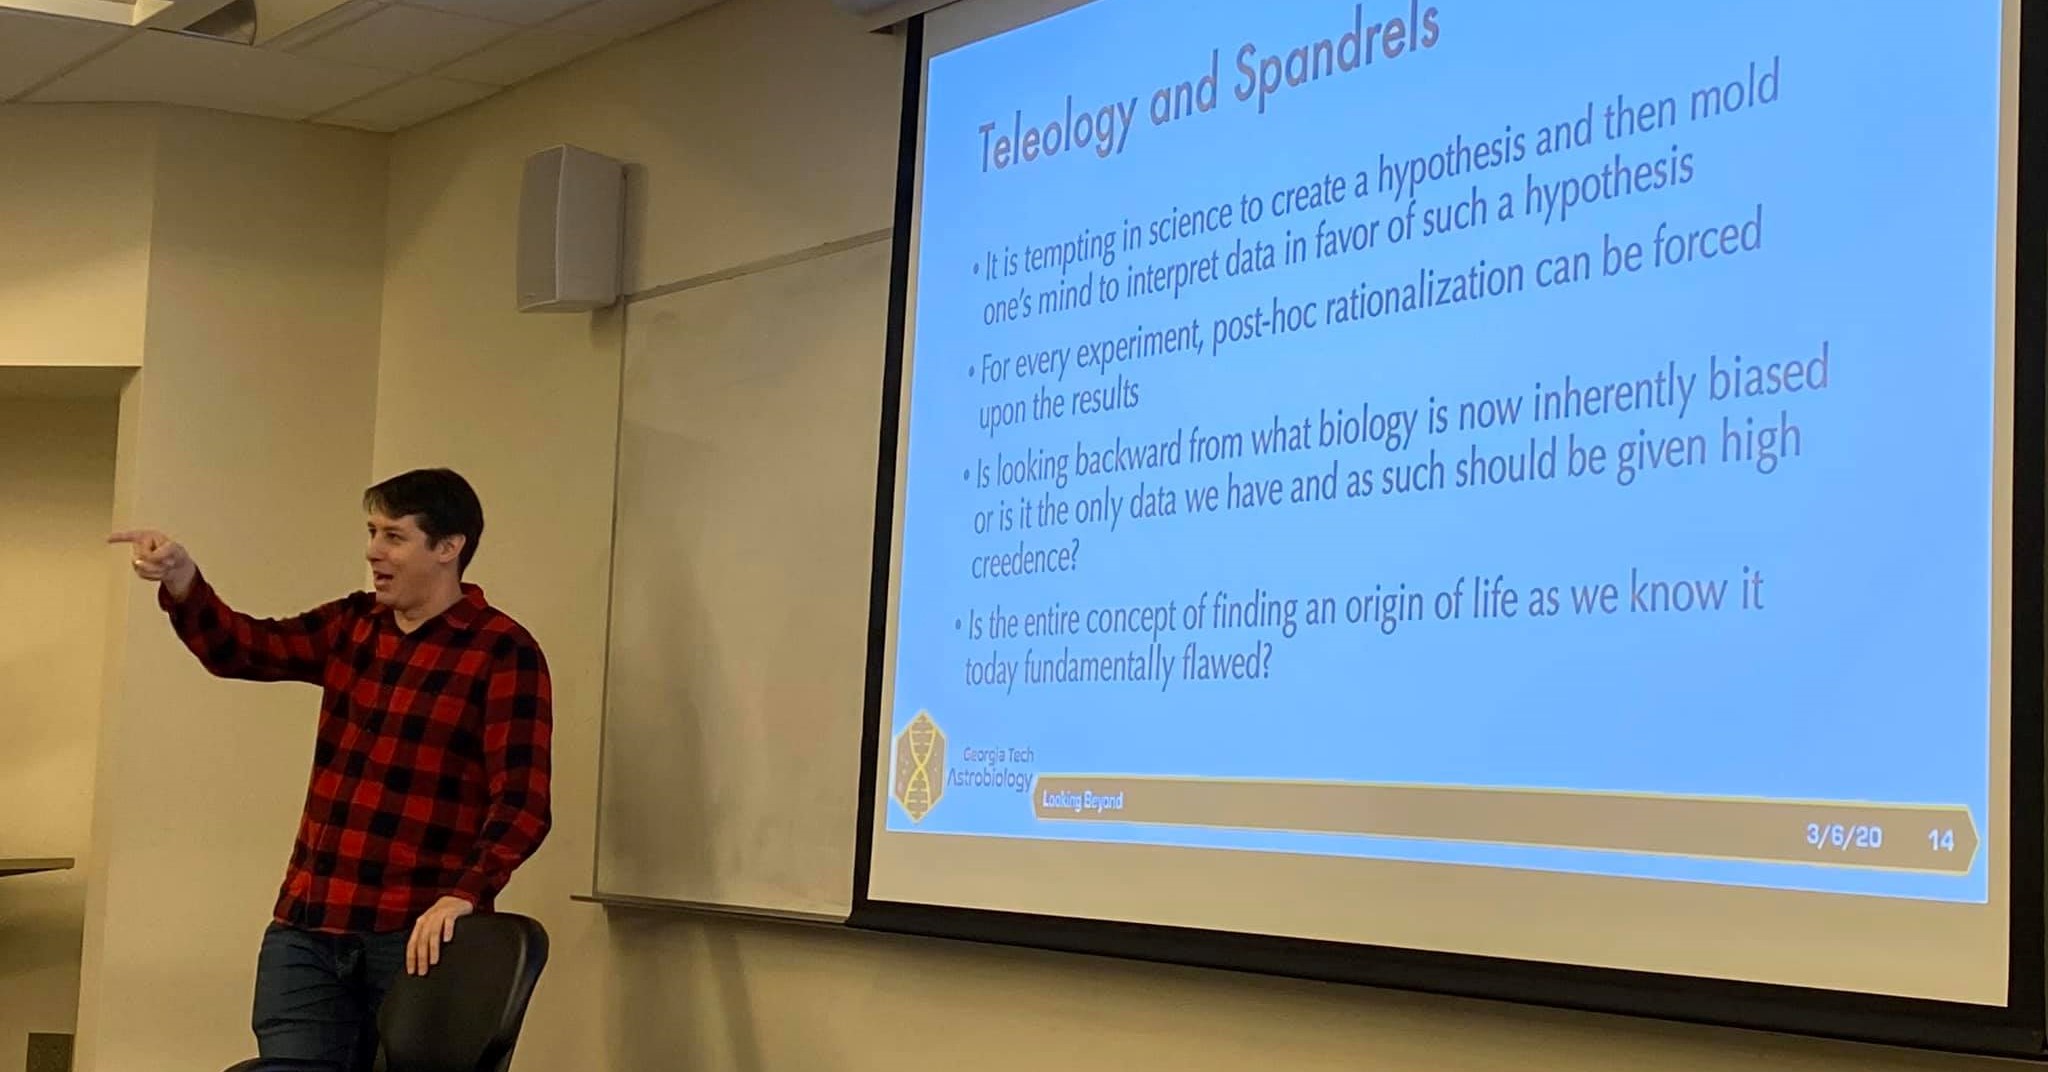 Teleology and Spandrels
• It is tempting in science to create a hypothesis and then mold
one's mind to interpret data in favor of such a hypothesis
• For every experiment, post-hoc rationalization can be forced
upon the results
• Is looking backward from what biology is now inherently biased
or is it the only data we have and as such should be given high
creedence?
• Is the entire concept of finding an origin of life as we know it
today fundamentally flawed?
Georgia Tech
Astrobiology
Looking Beyond
3/6/20 14